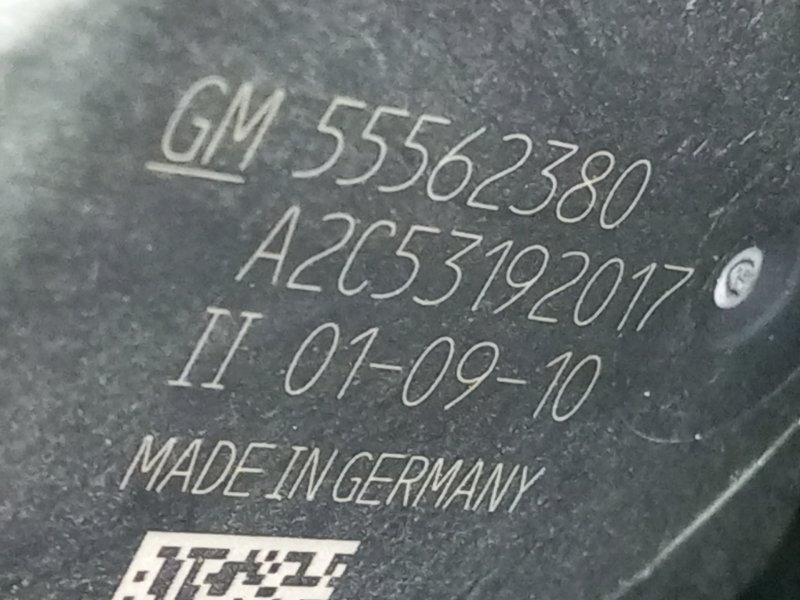 GM 55562380
A2C53192017
II 01-09-10
MADE IN GERMANY